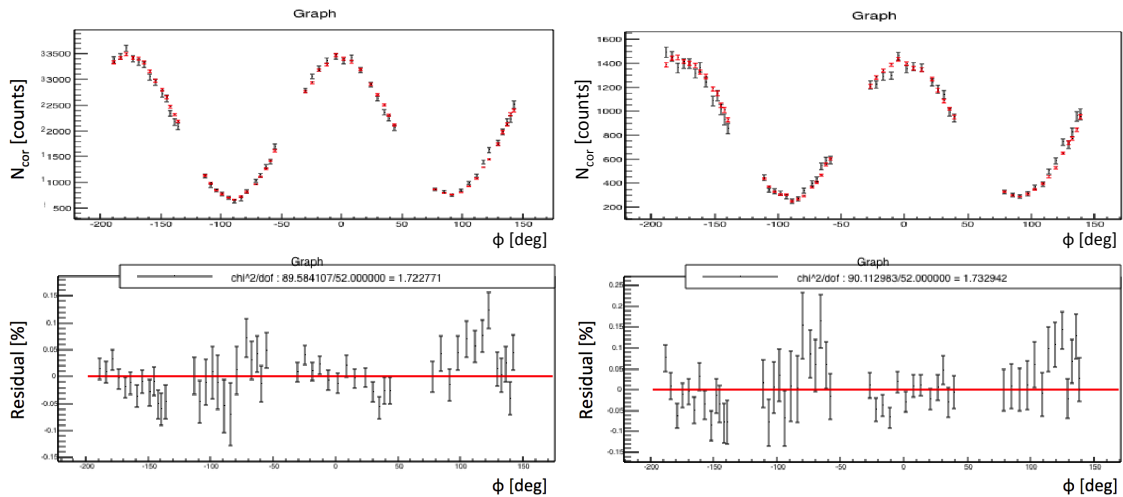 Graph
Graph
N_cor [counts]
33500
3000
22500
2000
11500
1000
500
-200 -150 -100 -50 0 50 100 150
ϕ [deg]
N_cor [counts]
1600
1400
1200
1000
800
600
400
200
-200 -150 -100 -50 0 50 100 150
ϕ [deg]
Graph
chi^2/dof : 89.584107/52.000000 = 1.722771
Residual [%]
0.15
0.1
0.05
0
-0.05
-0.1
-0.15
-200 -150 -100 -50 0 50 100 150
ϕ [deg]
Graph
chi^2/dof : 90.112983/52.000000 = 1.732942
Residual [%]
0.25
0.2
0.15
0.1
0.05
0
-0.05
-0.1
-0.15
-200 -150 -100 -50 0 50 100 150
ϕ [deg]